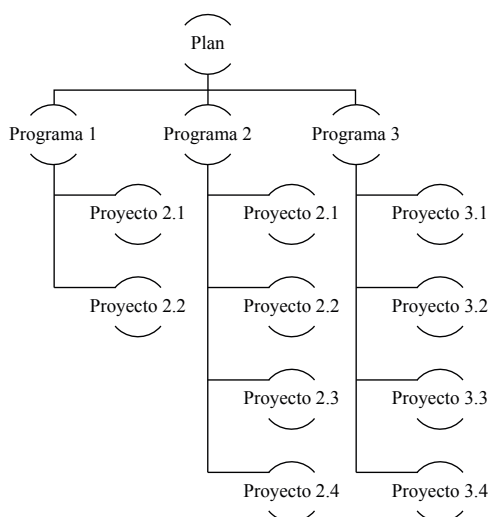 Plan
Programa 1
Programa 2
Programa 3
Proyecto 2.1
Proyecto 2.1
Proyecto 3.1
Proyecto 2.2
Proyecto 2.2
Proyecto 3.2
Proyecto 2.3
Proyecto 3.3
Proyecto 2.4
Proyecto 3.4